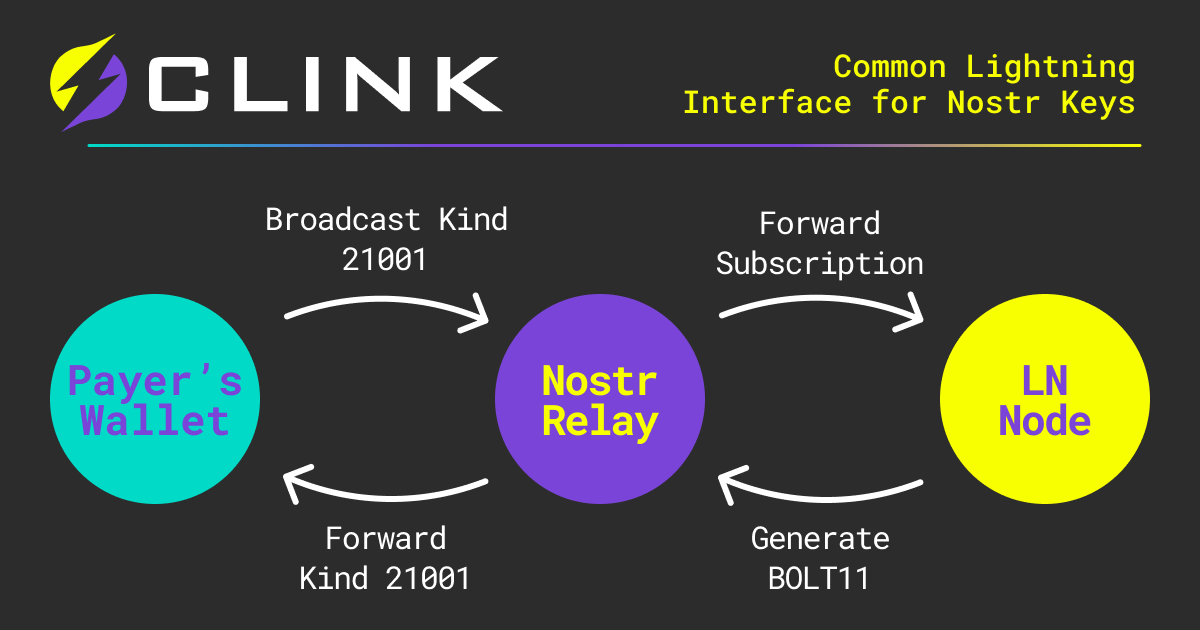 CLINK
Common Lightning
Interface for Nostr Keys
Broadcast Kind
21001
Forward
Subscription
Payer’s
Wallet
Nostr
Relay
LN
Node
Forward
Kind 21001
Generate
BOLT11